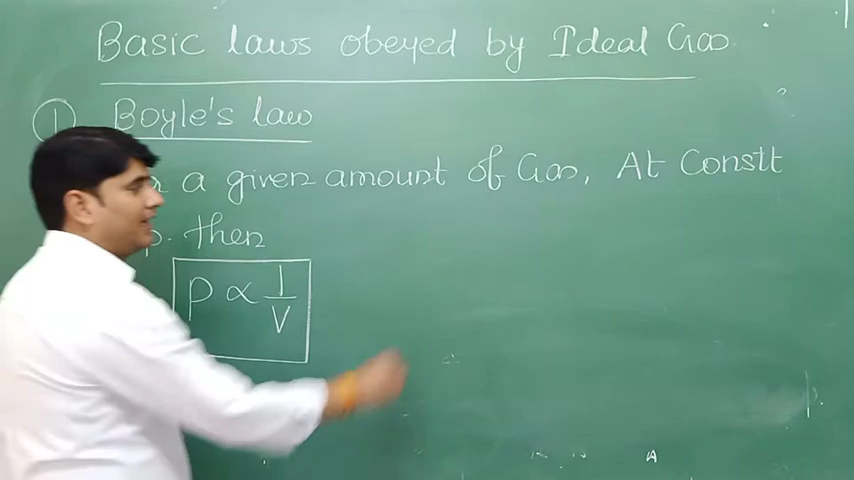 Basic laws obeyed by Ideal Gas
① Boyle's law
a given amount of Gas, At Constt
then
P ∝ 1/V